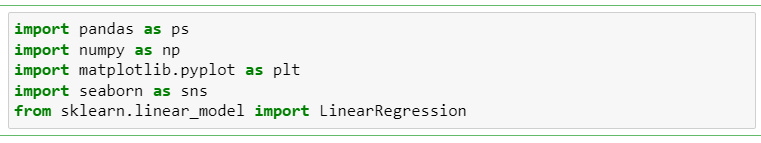 import pandas as ps
import numpy as np
import matplotlib.pyplot as plt
import seaborn as sns
from sklearn.linear_model import LinearRegression